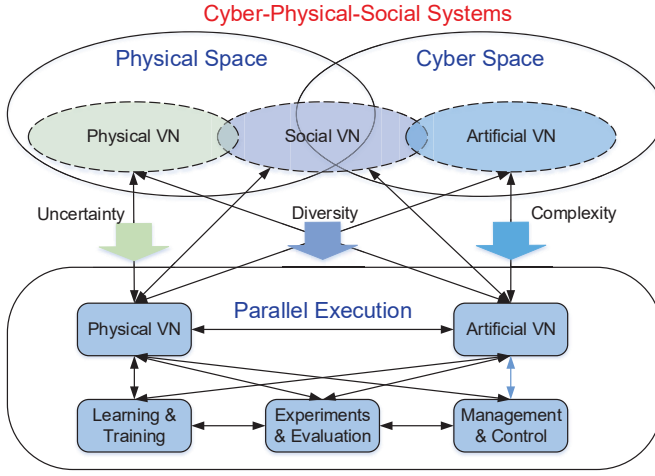 Cyber-Physical-Social Systems
Physical Space
Cyber Space
Physical VN
Social VN
Artificial VN
Uncertainty
Diversity
Complexity
Parallel Execution
Physical VN
Artificial VN
Learning &
Training
Experiments
& Evaluation
Management
& Control